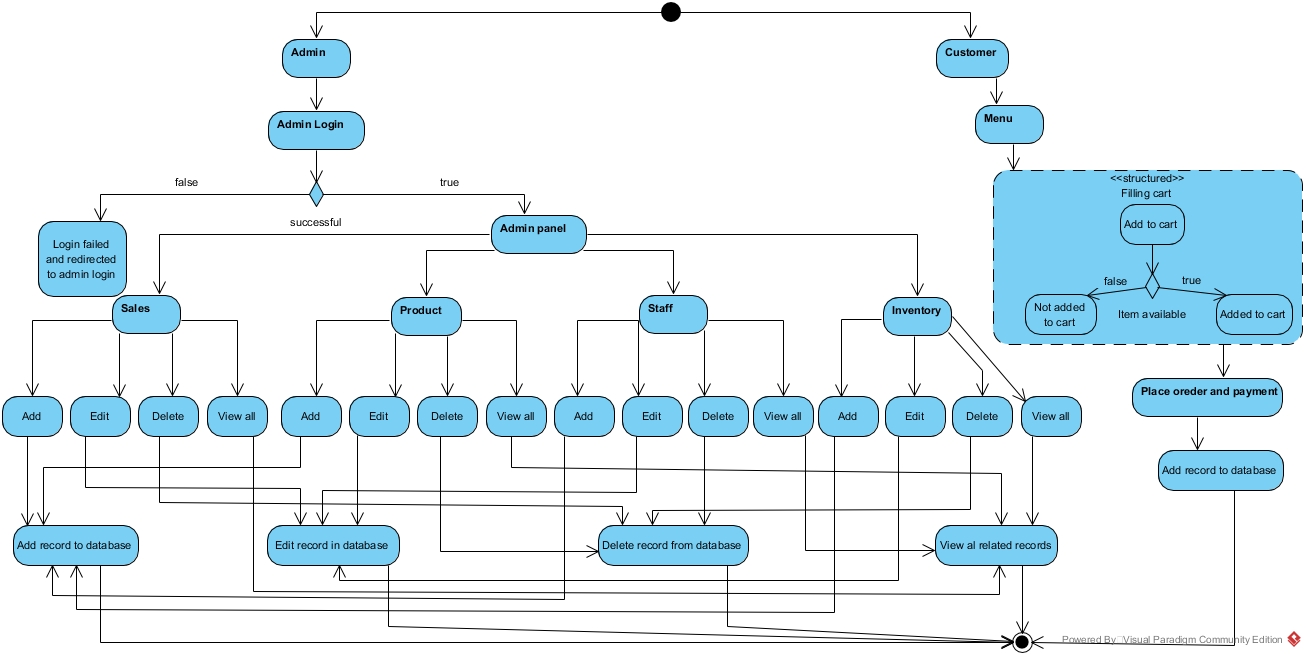 Admin
Customer
Admin Login
Menu
false
true
<<structured>>
Filling cart
Add to cart
successful
Admin panel
Login failed
and redirected
to admin login
false
true
Not added
to cart
Item available
Added to cart
Sales
Product
Staff
Inventory
Place oreder and payment
Add
Edit
Delete
View all
Add
Edit
Delete
View all
Add
Edit
Delete
View all
Add
Edit
Delete
View all
Add record to database
Add record to database
Edit record in database
Delete record from database
View al related records
Powered By Visual Paradigm Community Edition